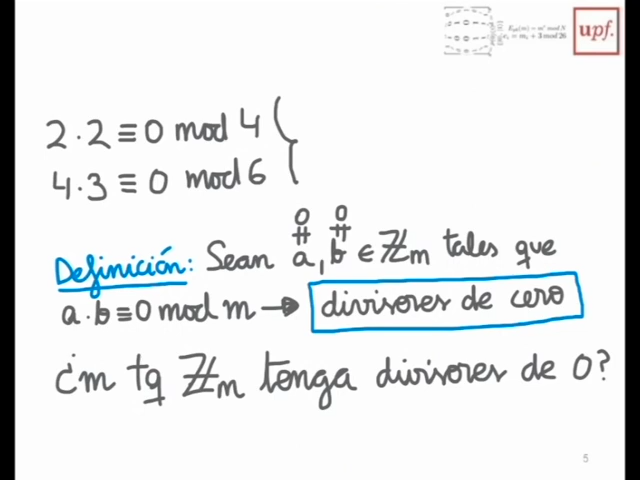 upf.
2·2 ≡ 0 mod 4
4·3 ≡ 0 mod 6
0 0
Definición: Sean a, b ∈ ℤm tales que
a·b ≡ 0 mod m → divisores de cero
¿m tq ℤm tenga divisores de 0?
5